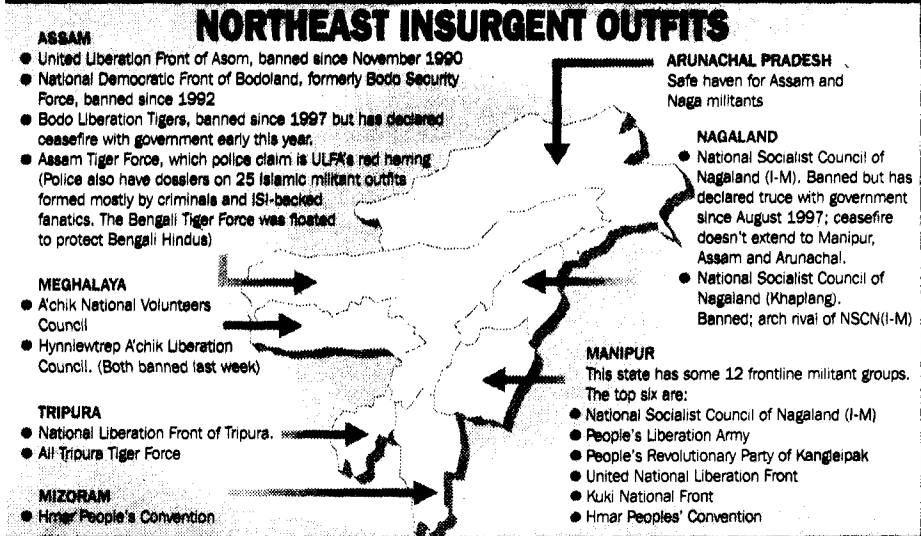 NORTHEAST INSURGENT OUTFITS
ASSAM
● United Liberation Front of Asom, banned since November 1990
● National Democratic Front of Bodoland, formerly Bodo Security
Force, banned since 1992
● Bodo Liberation Tigers, banned since 1997 but has declared
ceasefire with government early this year.
● Assam Tiger Force, which police claim is ULFA's red herring
(Police also have dossiers on 25 Islamic militant outfits
formed mostly by criminals and ISI-backed
fanatics. The Bengali Tiger Force was floated
to protect Bengali Hindus)
MEGHALAYA
● A'chik National Volunteers
Council
● Hynniewtrep A'chik Liberation
Council. (Both banned last week)
TRIPURA
● National Liberation Front of Tripura.
● All Tripura Tiger Force
MIZORAM
● Hmar People's Convention
ARUNACHAL PRADESH
Safe haven for Assam and
Naga militants
NAGALAND
● National Socialist Council of
Nagaland (I-M). Banned but has
declared truce with government
since August 1997; ceasefire
doesn't extend to Manipur,
Assam and Arunachal.
● National Socialist Council of
Nagaland (Khaplang).
Banned; arch rival of NSCN(I-M)
MANIPUR
This state has some 12 frontline militant groups.
The top six are:
● National Socialist Council of Nagaland (I-M)
● People's Liberation Army
● People's Revolutionary Party of Kangleipak
● United National Liberation Front
● Kuki National Front
● Hmar Peoples' Convention